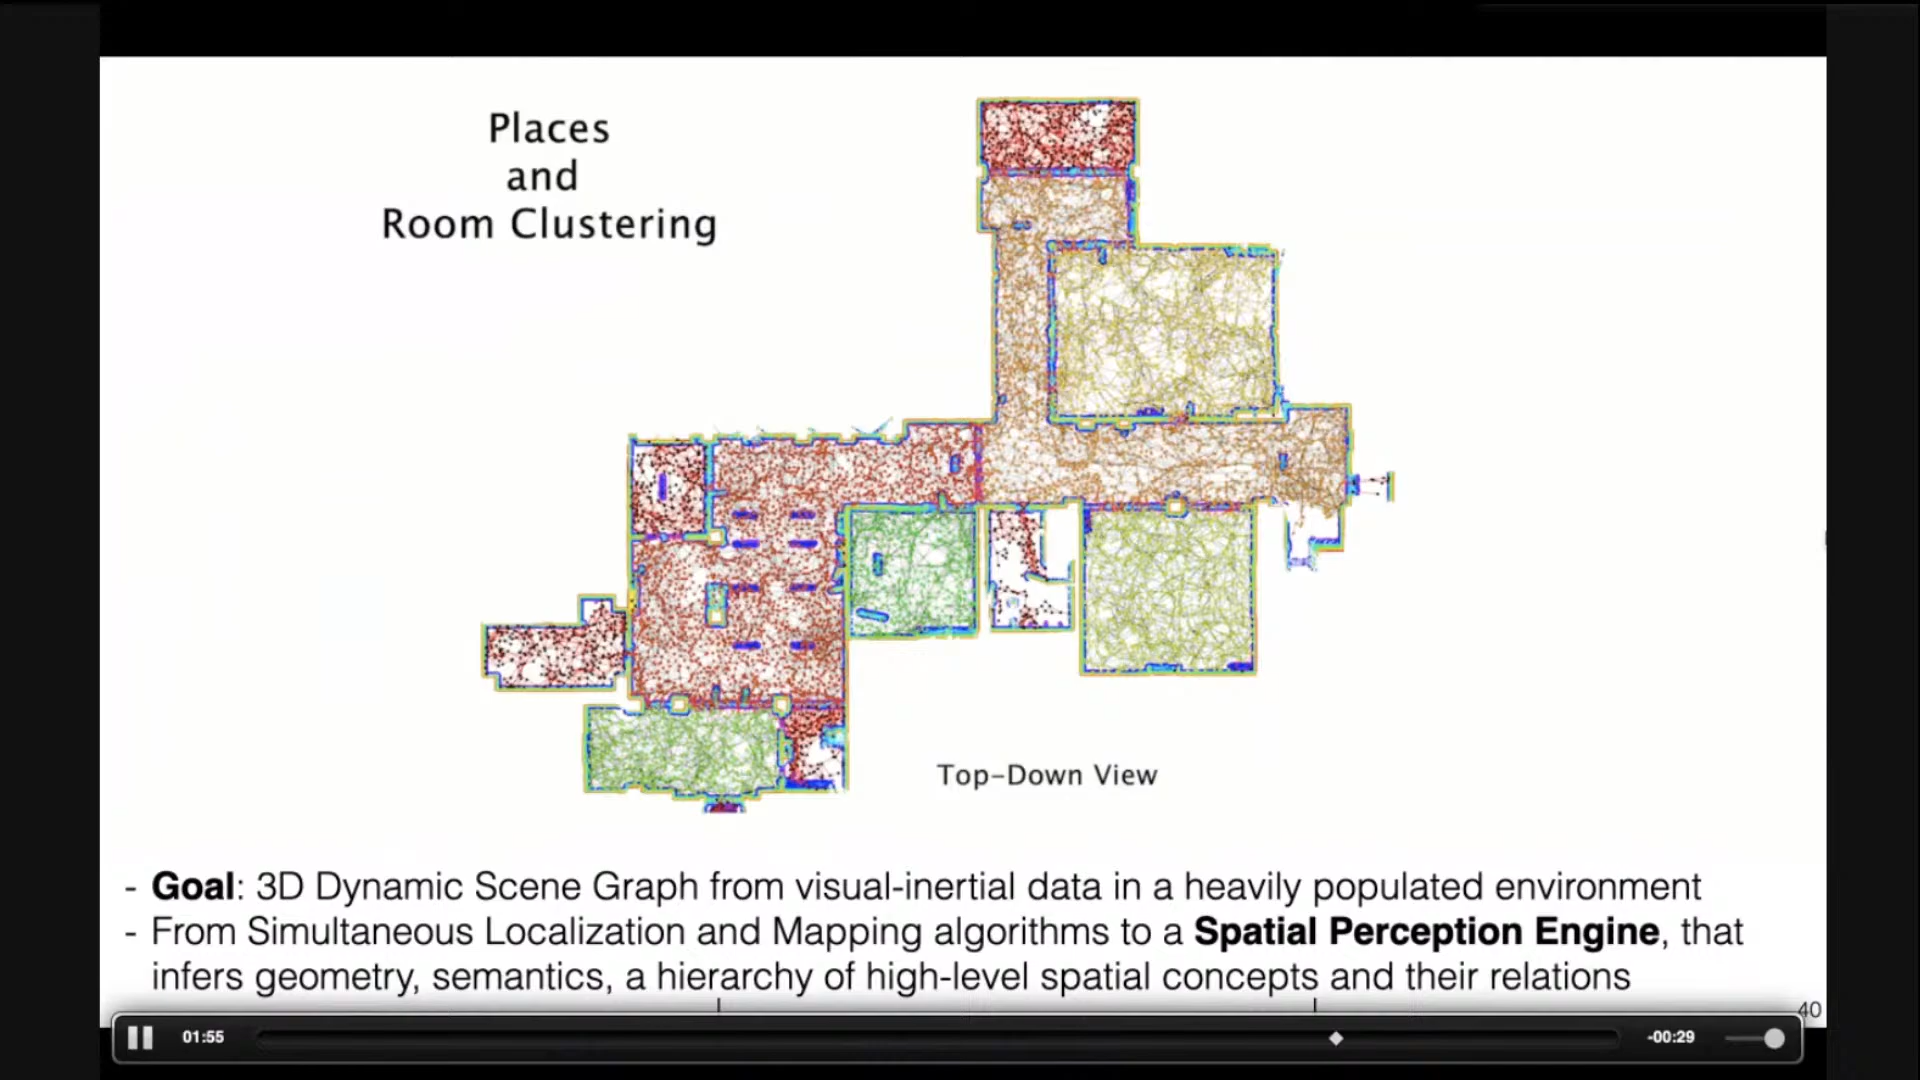 Places
and
Room Clustering
Top-Down View
- Goal: 3D Dynamic Scene Graph from visual-inertial data in a heavily populated environment
- From Simultaneous Localization and Mapping algorithms to a Spatial Perception Engine, that
infers geometry, semantics, a hierarchy of high-level spatial concepts and their relations
40
01:55
-00:29